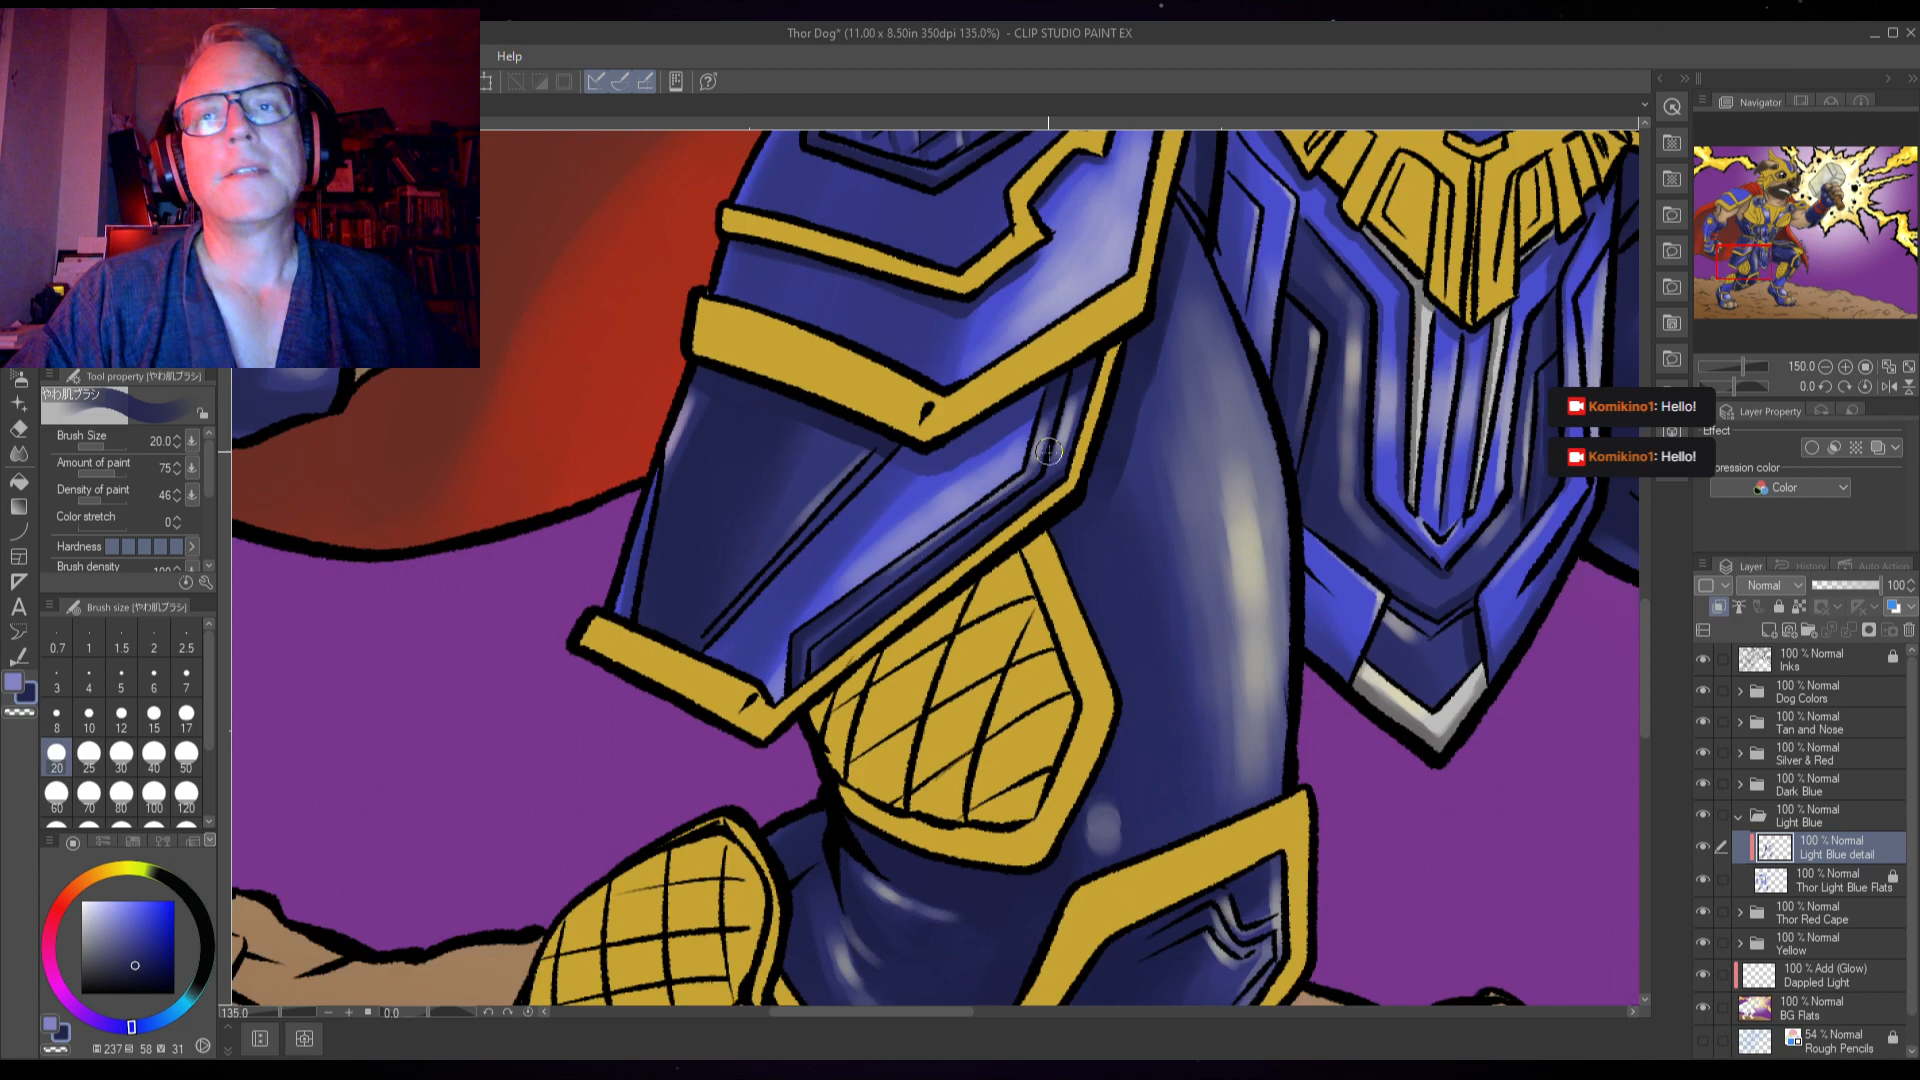 Thor Dog* (11.00 x 8.50in 350dpi 135.0%) - CLIP STUDIO PAINT EX
Help
Navigator
150.0
0.0
Komikino1: Hello!
Komikino1: Hello!
Layer Property
Effect
pression color
Color
Tool property [やわ肌ブラシ]
やわ肌ブラシ
Brush Size
20.0
Amount of paint
75
Density of paint
46
Color stretch
0
Hardness
Brush density
100
Brush size [やわ肌ブラシ]
0.7 1 1.5 2 2.5
3 4 5 6 7
8 10 12 15 17
20 25 30 40 50
60 70 80 100 120
237 58 31
135.0
0.0
Layer
History
Auto Action
Normal
100
100 % Normal
Inks
100 % Normal
Dog Colors
100 % Normal
Tan and Nose
100 % Normal
Silver & Red
100 % Normal
Dark Blue
100 % Normal
Light Blue
100 % Normal
Light Blue detail
100 % Normal
Thor Light Blue Flats
100 % Normal
Thor Red Cape
100 % Normal
Yellow
100 % Add (Glow)
Dappled Light
100 % Normal
BG Flats
54 % Normal
Rough Pencils